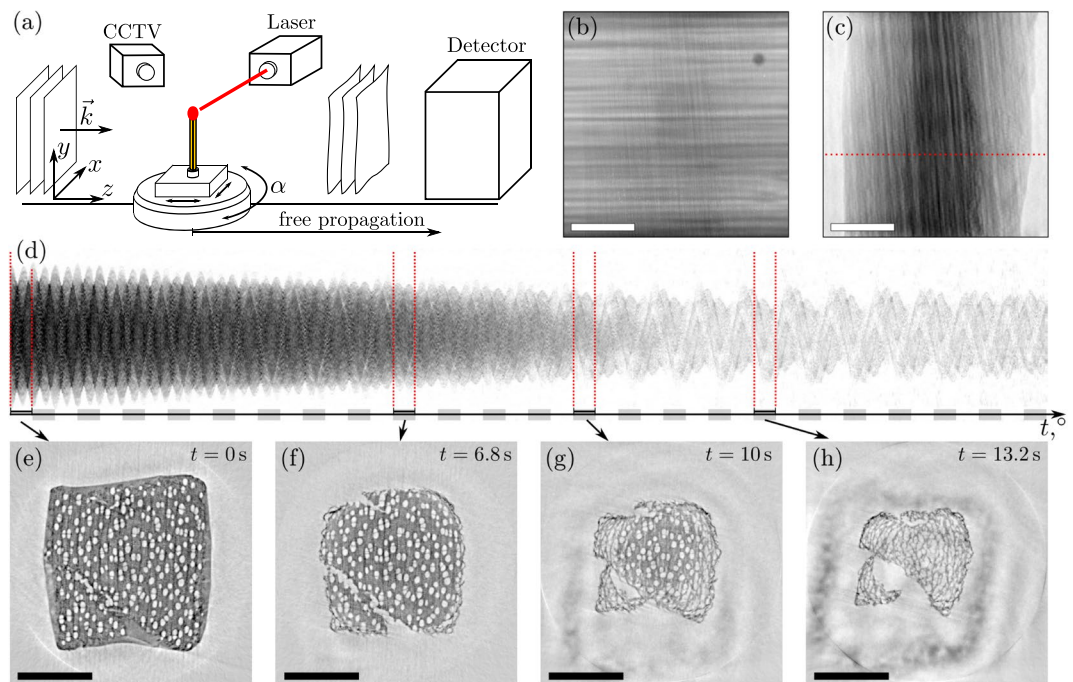 (a)
CCTV
Laser
Detector
k⃗
y
x
z
α
free propagation
(b)
(c)
(d)
t,°
(e)
t = 0 s
(f)
t = 6.8 s
(g)
t = 10 s
(h)
t = 13.2 s